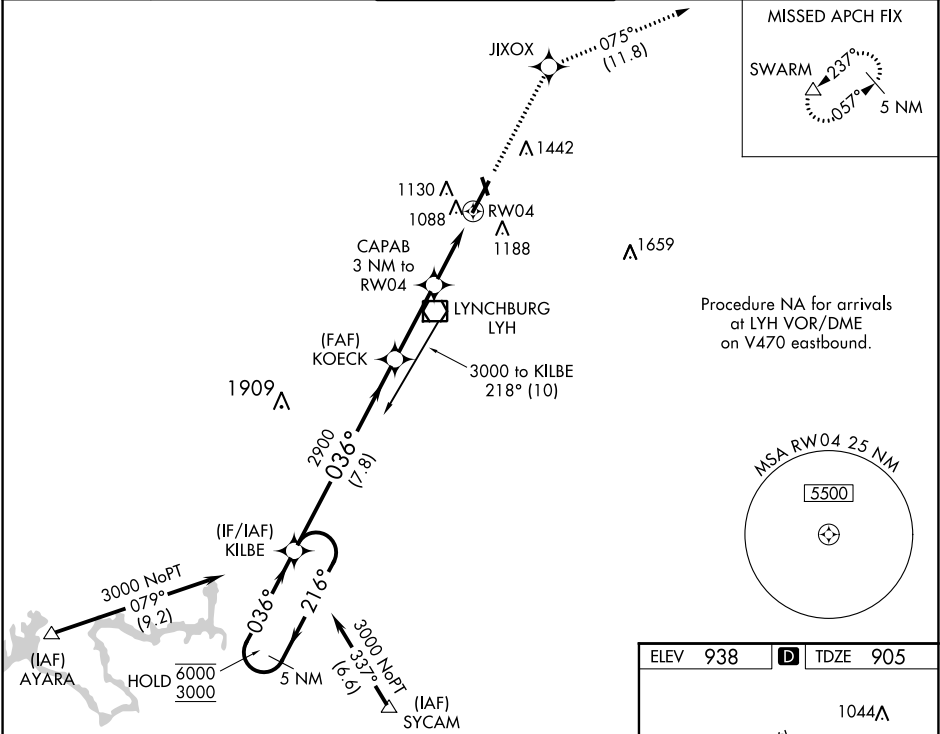 MISSED APCH FIX
SWARM
237°
057°
5 NM
JIXOX
075°
(11.8)
1442
1130
1088
RW04
1188
1659
CAPAB
3 NM to
RW04
LYNCHBURG
LYH
Procedure NA for arrivals
at LYH VOR/DME
on V470 eastbound.
(FAF)
KOECK
3000 to KILBE
218° (10)
1909
2900
036°
(7.8)
MSA RW04 25 NM
5500
(IF/IAF)
KILBE
3000 NoPT
079°
(9.2)
036°
216°
3000 NoPT
337°
(6.6)
(IAF)
AYARA
HOLD
6000
3000
5 NM
(IAF)
SYCAM
ELEV 938
D
TDZE 905
1044